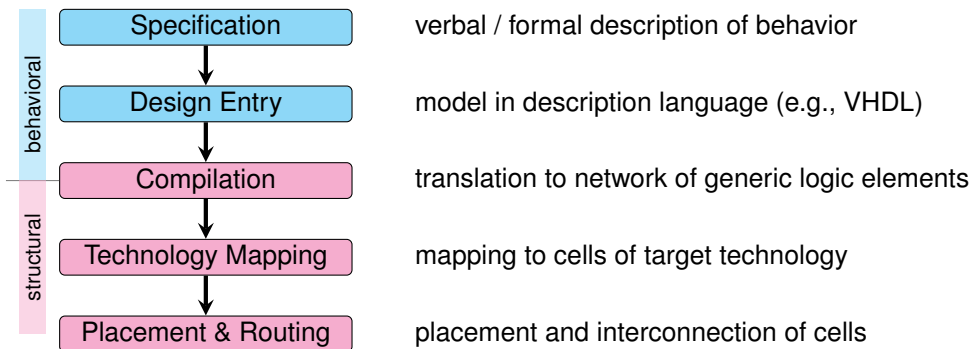 Specification verbal / formal description of behavior
behavioral
Design Entry model in description language (e.g., VHDL)
Compilation translation to network of generic logic elements
structural
Technology Mapping mapping to cells of target technology
Placement & Routing placement and interconnection of cells